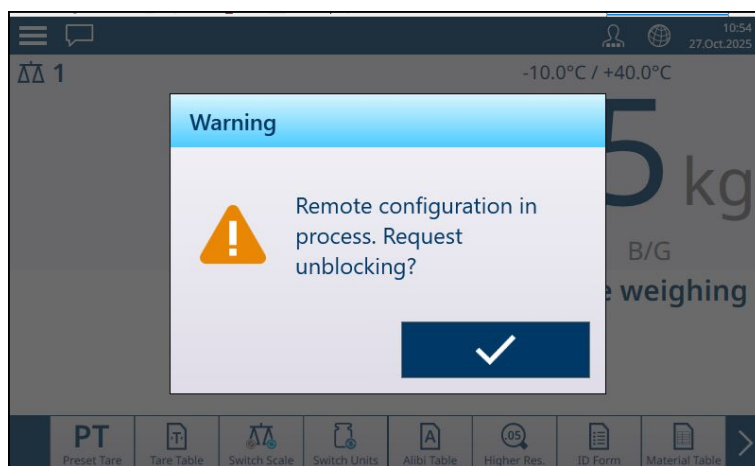 10:54
27.Oct.2025
1
-10.0°C / +40.0°C
Warning
5 kg
Remote configuration in
process. Request
unblocking?
B/G
weighing
PT
Preset Tare
T
Tare Table
Switch Scale
Switch Units
A
Alibi Table
.05
Higher Res.
ID Form
Material Table